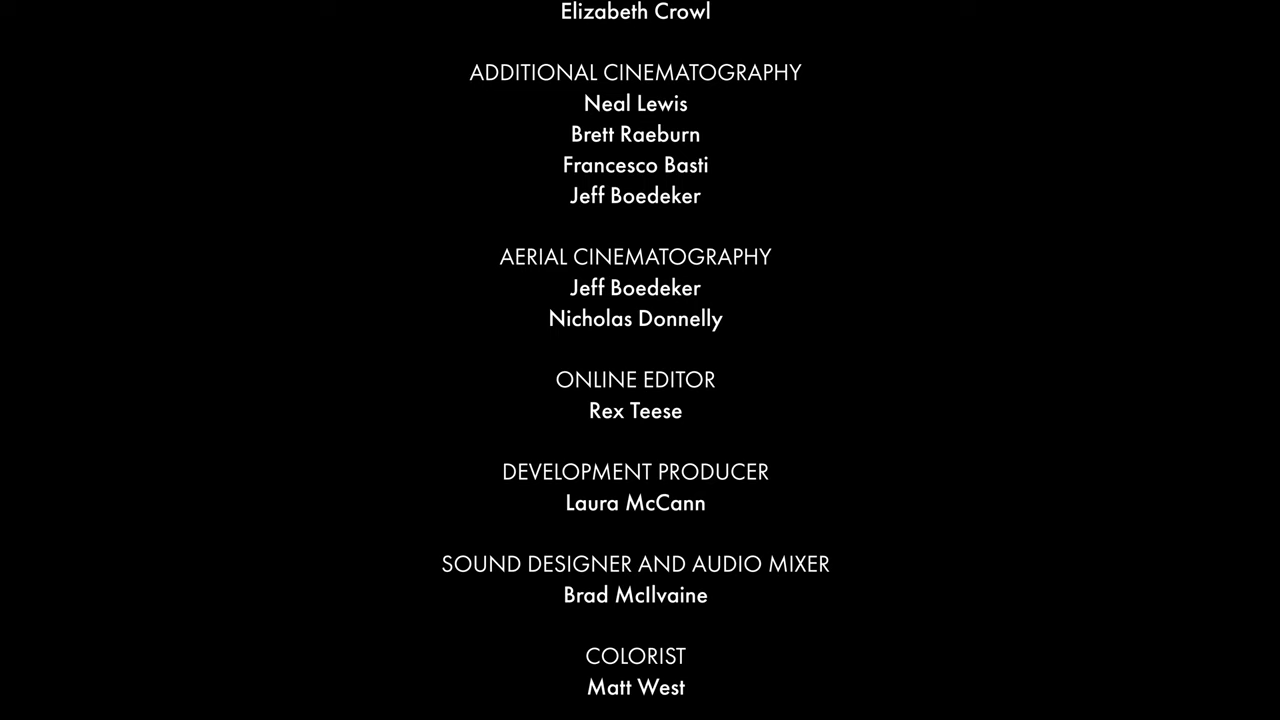 Elizabeth Crowl
ADDITIONAL CINEMATOGRAPHY
Neal Lewis
Brett Raeburn
Francesco Basti
Jeff Boedeker
AERIAL CINEMATOGRAPHY
Jeff Boedeker
Nicholas Donnelly
ONLINE EDITOR
Rex Teese
DEVELOPMENT PRODUCER
Laura McCann
SOUND DESIGNER AND AUDIO MIXER
Brad McIlvaine
COLORIST
Matt West